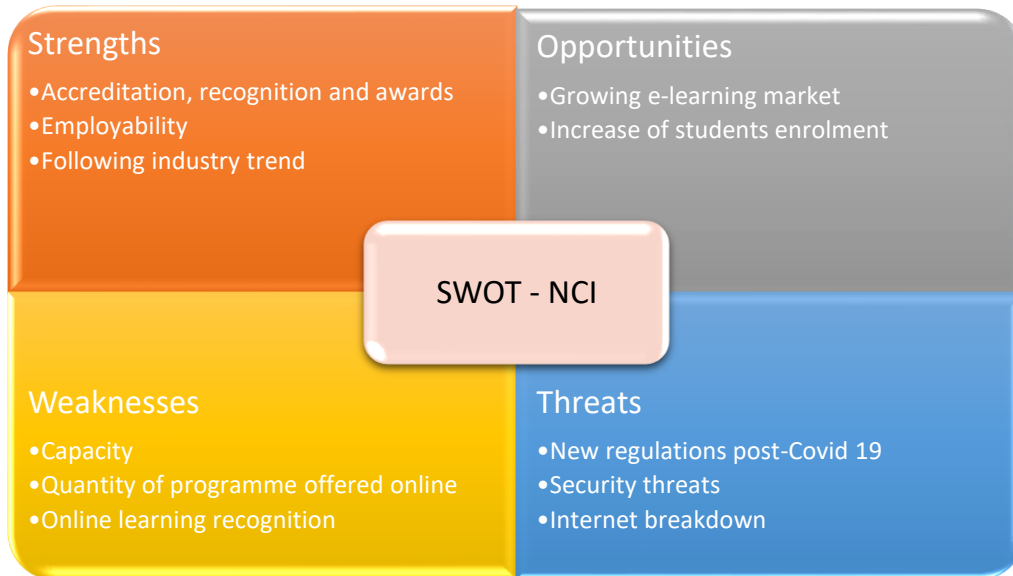 Strengths
•Accreditation, recognition and awards
•Employability
•Following industry trend
Opportunities
•Growing e-learning market
•Increase of students enrolment
SWOT - NCI
Weaknesses
•Capacity
•Quantity of programme offered online
•Online learning recognition
Threats
•New regulations post-Covid 19
•Security threats
•Internet breakdown